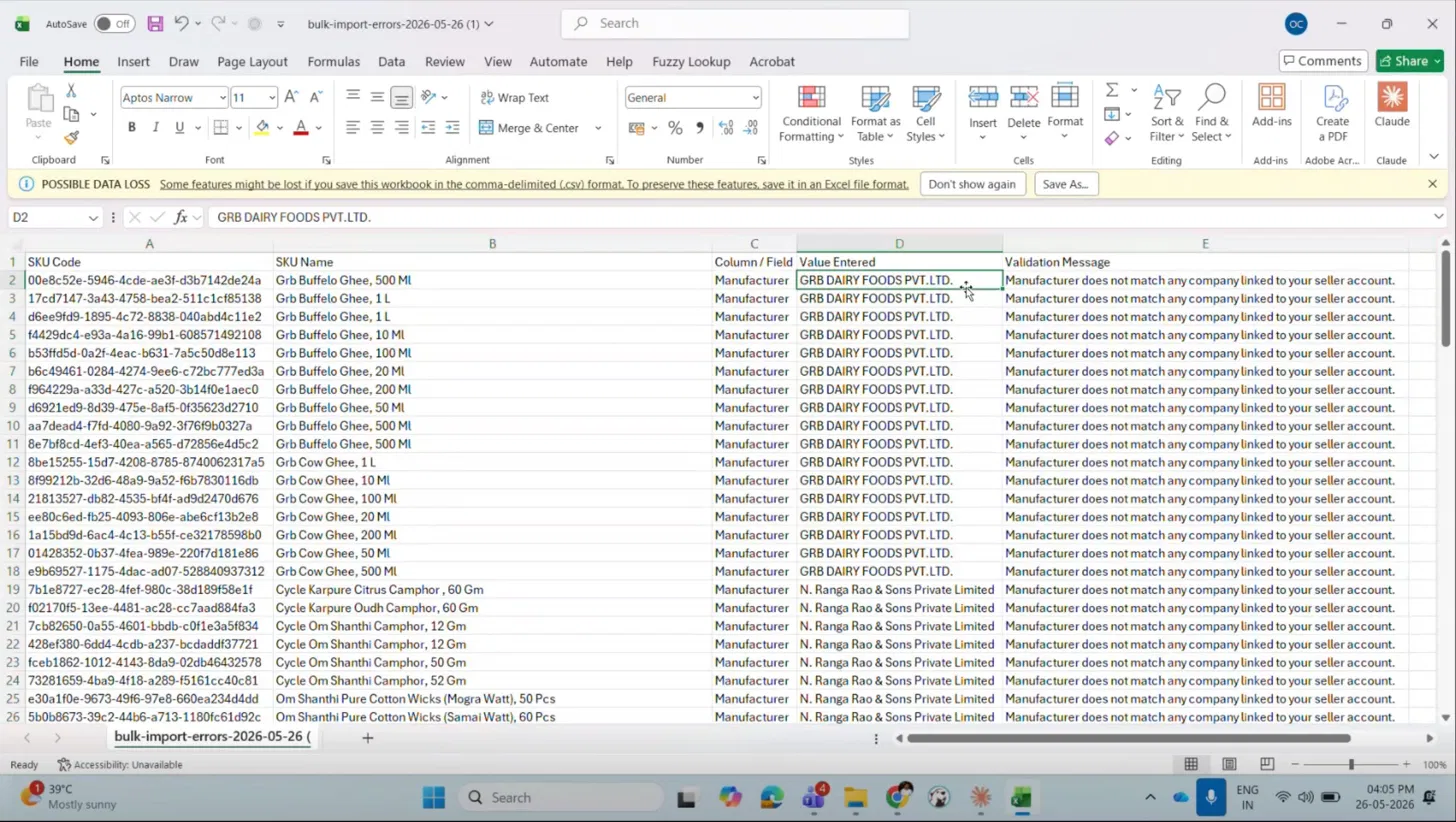 AutoSave Off bulk-import-errors-2026-05-26 (1) Search OC
File Home Insert Draw Page Layout Formulas Data Review View Automate Help Fuzzy Lookup Acrobat Comments Share
Paste Aptos Narrow 11 A A Wrap Text General Conditional Formatting Format as Table Cell Styles Insert Delete Format Sort & Filter Find & Select Add-ins Create a PDF Claude
B I U A Merge & Center % 9
Clipboard Font Alignment Number Styles Cells Editing Add-ins Adobe Acr... Claude
POSSIBLE DATA LOSS Some features might be lost if you save this workbook in the comma-delimited (.csv) format. To preserve these features, save it in an Excel file format. Don't show again Save As...
D2 fx GRB DAIRY FOODS PVT.LTD.
A B C D E
1 SKU Code SKU Name Column / Field Value Entered Validation Message
2 00e8c52e-5946-4cde-ae3f-d3b7142de24a Grb Buffelo Ghee, 500 Ml Manufacturer GRB DAIRY FOODS PVT.LTD. Manufacturer does not match any company linked to your seller account.
3 17cd7147-3a43-4758-bea2-511c1cf85138 Grb Buffelo Ghee, 1 L Manufacturer GRB DAIRY FOODS PVT.LTD. Manufacturer does not match any company linked to your seller account.
4 d6ee9fd9-1895-4c72-8838-040abd4c11e2 Grb Buffelo Ghee, 1 L Manufacturer GRB DAIRY FOODS PVT.LTD. Manufacturer does not match any company linked to your seller account.
5 f4429dc4-e93a-4a16-99b1-608571492108 Grb Buffelo Ghee, 10 Ml Manufacturer GRB DAIRY FOODS PVT.LTD. Manufacturer does not match any company linked to your seller account.
6 b53ffd5d-0a2f-4eac-b631-7a5c50d8e113 Grb Buffelo Ghee, 100 Ml Manufacturer GRB DAIRY FOODS PVT.LTD. Manufacturer does not match any company linked to your seller account.
7 b6c49461-0284-4274-9ee6-c72bc777ed3a Grb Buffelo Ghee, 20 Ml Manufacturer GRB DAIRY FOODS PVT.LTD. Manufacturer does not match any company linked to your seller account.
8 f964229a-a33d-427c-a520-3b14f0e1aec0 Grb Buffelo Ghee, 200 Ml Manufacturer GRB DAIRY FOODS PVT.LTD. Manufacturer does not match any company linked to your seller account.
9 d6921ed9-8d39-475e-8af5-0f35623d2710 Grb Buffelo Ghee, 50 Ml Manufacturer GRB DAIRY FOODS PVT.LTD. Manufacturer does not match any company linked to your seller account.
10 aa7dead4-f7fd-4080-9a92-3f76f9b0327a Grb Buffelo Ghee, 500 Ml Manufacturer GRB DAIRY FOODS PVT.LTD. Manufacturer does not match any company linked to your seller account.
11 8e7bf8cd-4ef3-40ea-a565-d72856e4d5c2 Grb Buffelo Ghee, 500 Ml Manufacturer GRB DAIRY FOODS PVT.LTD. Manufacturer does not match any company linked to your seller account.
12 8be15255-15d7-4208-8785-8740062317a5 Grb Cow Ghee, 1 L Manufacturer GRB DAIRY FOODS PVT.LTD. Manufacturer does not match any company linked to your seller account.
13 8f99212b-32d6-48a9-9a52-f6b7830116db Grb Cow Ghee, 10 Ml Manufacturer GRB DAIRY FOODS PVT.LTD. Manufacturer does not match any company linked to your seller account.
14 21813527-db82-4535-bf4f-ad9d2470d676 Grb Cow Ghee, 100 Ml Manufacturer GRB DAIRY FOODS PVT.LTD. Manufacturer does not match any company linked to your seller account.
15 ee80c6ed-fb25-4093-806e-abe6cf13b2e8 Grb Cow Ghee, 20 Ml Manufacturer GRB DAIRY FOODS PVT.LTD. Manufacturer does not match any company linked to your seller account.
16 1a15bd9d-6ac4-4c13-b55f-ce32178598b0 Grb Cow Ghee, 200 Ml Manufacturer GRB DAIRY FOODS PVT.LTD. Manufacturer does not match any company linked to your seller account.
17 01428352-0b37-4fea-989e-220f7d181e86 Grb Cow Ghee, 50 Ml Manufacturer GRB DAIRY FOODS PVT.LTD. Manufacturer does not match any company linked to your seller account.
18 e9b69527-1175-4dac-ad07-528840937312 Grb Cow Ghee, 500 Ml Manufacturer GRB DAIRY FOODS PVT.LTD. Manufacturer does not match any company linked to your seller account.
19 7b1e8727-ec28-4fef-980c-38d189f58e1f Cycle Karpure Citrus Camphor , 60 Gm Manufacturer N. Ranga Rao & Sons Private Limited Manufacturer does not match any company linked to your seller account.
20 f02170f5-13ee-4481-ac28-cc7aad884fa3 Cycle Karpure Oudh Camphor, 60 Gm Manufacturer N. Ranga Rao & Sons Private Limited Manufacturer does not match any company linked to your seller account.
21 7cb82650-0a55-4601-bbdb-c0f1e3a5f834 Cycle Om Shanthi Camphor, 12 Gm Manufacturer N. Ranga Rao & Sons Private Limited Manufacturer does not match any company linked to your seller account.
22 428ef380-6dd4-4cdb-a237-bcdaddf37721 Cycle Om Shanthi Camphor, 12 Gm Manufacturer N. Ranga Rao & Sons Private Limited Manufacturer does not match any company linked to your seller account.
23 fceb1862-1012-4143-8da9-02db46432578 Cycle Om Shanthi Camphor, 50 Gm Manufacturer N. Ranga Rao & Sons Private Limited Manufacturer does not match any company linked to your seller account.
24 73281659-4ba9-4f18-a289-f5161cc40c81 Cycle Om Shanthi Camphor, 52 Gm Manufacturer N. Ranga Rao & Sons Private Limited Manufacturer does not match any company linked to your seller account.
25 e30a1f0e-9673-49f6-97e8-660ea234d4dd Om Shanthi Pure Cotton Wicks (Mogra Watt), 50 Pcs Manufacturer N. Ranga Rao & Sons Private Limited Manufacturer does not match any company linked to your seller account.
26 5b0b8673-39c2-44b6-a713-1180fc61d92c Om Shanthi Pure Cotton Wicks (Samai Watt), 60 Pcs Manufacturer N. Ranga Rao & Sons Private Limited Manufacturer does not match any company linked to your seller account.
bulk-import-errors-2026-05-26 (
Ready Accessibility: Unavailable 100%
1 39°C Mostly sunny Search 4 ENG IN 04:05 PM 26-05-2026